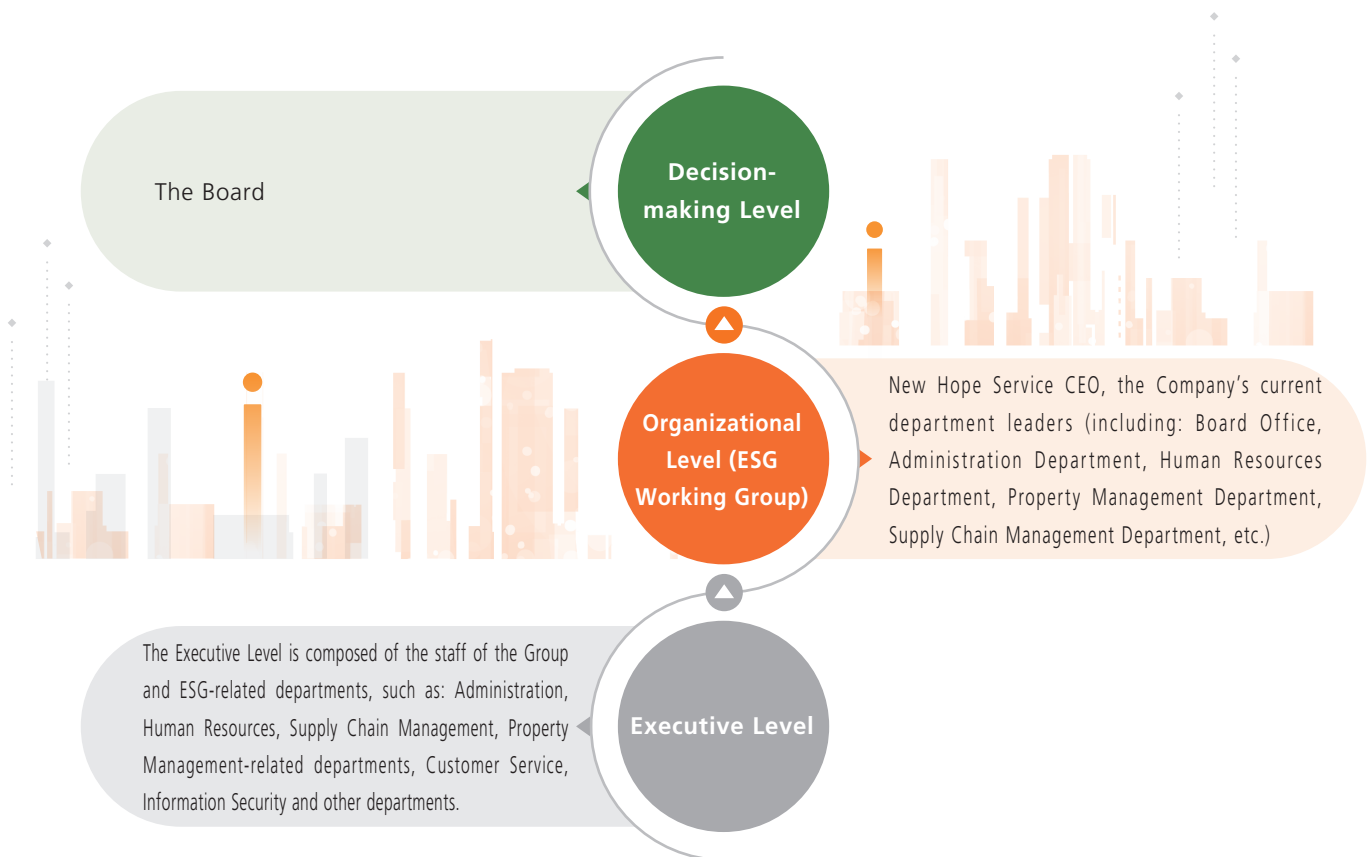 The Board
Decision-
making Level
Organizational
Level (ESG
Working Group)
New Hope Service CEO, the Company’s current
department leaders (including: Board Office,
Administration Department, Human Resources
Department, Property Management Department,
Supply Chain Management Department, etc.)
The Executive Level is composed of the staff of the Group
and ESG-related departments, such as: Administration,
Human Resources, Supply Chain Management, Property
Management-related departments, Customer Service,
Information Security and other departments.
Executive Level